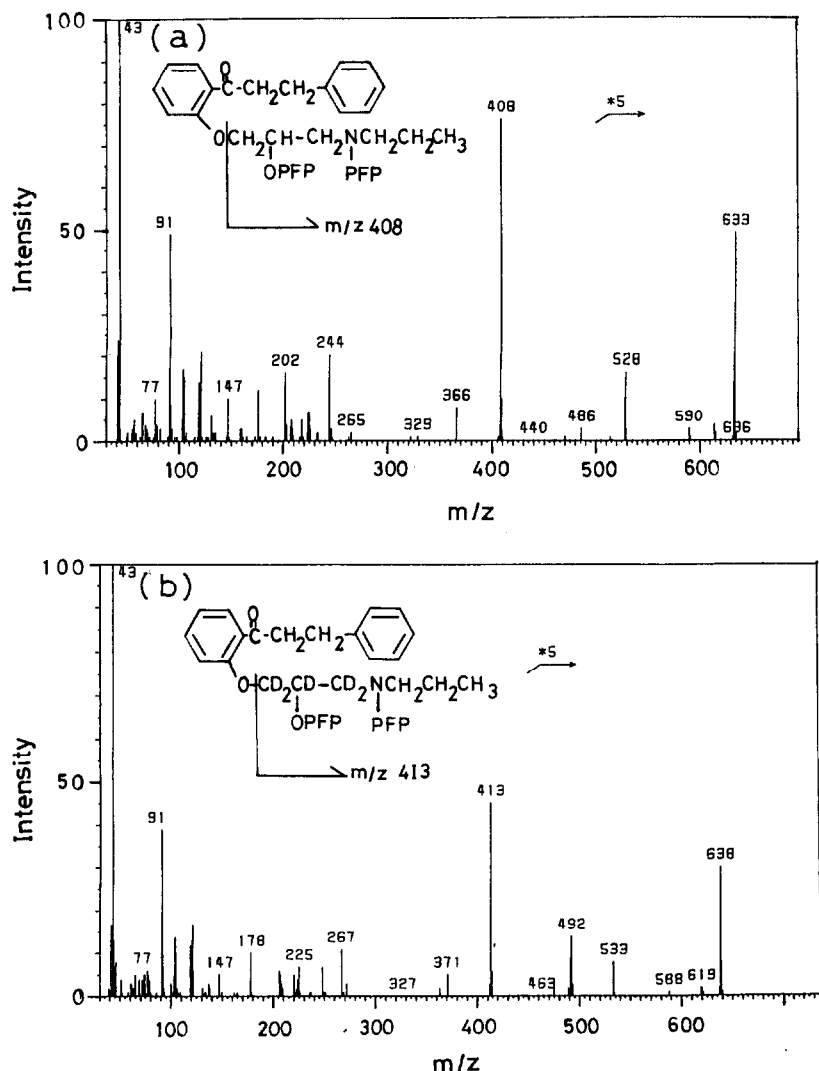 (a)
100
50
0
Intensity
43
O
C-CH2CH2-
OCH2CH-CH2NCH2CH2CH3
OPFP PFP
m/z 408
*5
91
77
147
202
244
265
329
366
408
440
486
528
590
633
636
100 200 300 400 500 600
m/z
(b)
100
50
0
Intensity
43
O
C-CH2CH2-
O-CD2CD-CD2NCH2CH2CH3
OPFP PFP
m/z 413
*5
91
77
147
178
225
267
327
371
413
463
492
533
588
619
638
100 200 300 400 500 600
m/z